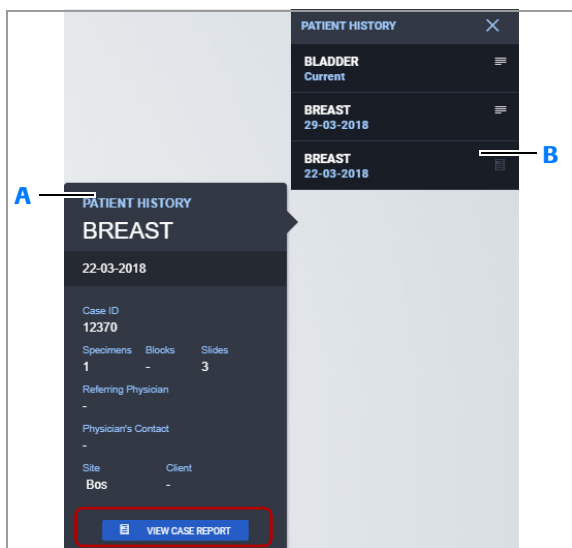 PATIENT HISTORY
BLADDER
Current
BREAST
29-03-2018
BREAST
22-03-2018
B
A
PATIENT HISTORY
BREAST
22-03-2018
Case ID
12370
Specimens Blocks Slides
1 - 3
Referring Physician
-
Physician's Contact
-
Site Client
Bos -
VIEW CASE REPORT